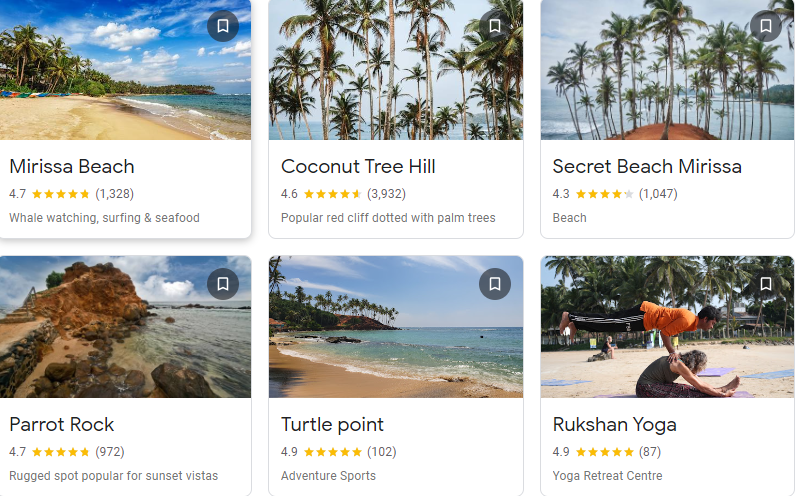 Mirissa Beach
4.7 (1,328)
Whale watching, surfing & seafood
Coconut Tree Hill
4.6 (3,932)
Popular red cliff dotted with palm trees
Secret Beach Mirissa
4.3 (1,047)
Beach
Parrot Rock
4.7 (972)
Rugged spot popular for sunset vistas
Turtle point
4.9 (102)
Adventure Sports
Rukshan Yoga
4.9 (87)
Yoga Retreat Centre